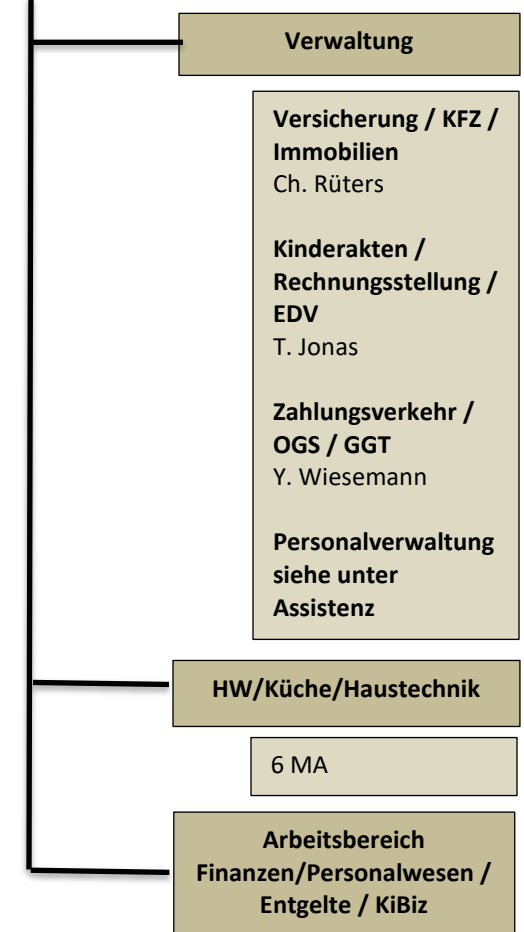 Verwaltung
Versicherung / KFZ /
Immobilien
Ch. Rüters
Kinderakten /
Rechnungsstellung /
EDV
T. Jonas
Zahlungsverkehr /
OGS / GGT
Y. Wiesemann
Personalverwaltung
siehe unter
Assistenz
HW/Küche/Haustechnik
6 MA
Arbeitsbereich
Finanzen/Personalwesen /
Entgelte / KiBiz